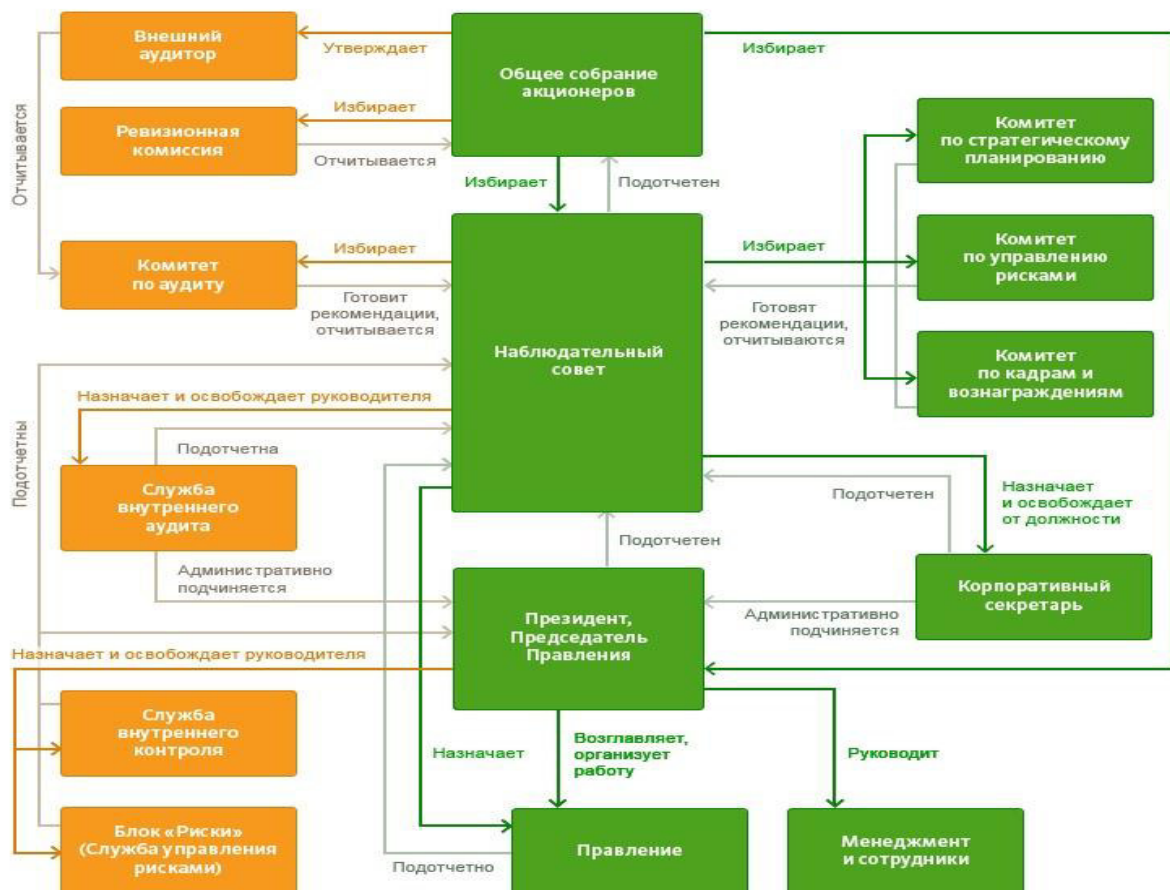 Внешний
аудитор
Утверждает
Общее собрание
акционеров
Избирает
Ревизионная
комиссия
Избирает
Отчитывается
Отчитывается
Избирает
Подотчетен
Комитет
по стратегическому
планированию
Комитет
по аудиту
Избирает
Готовит
рекомендации,
отчитывается
Наблюдательный
совет
Избирает
Готовят
рекомендации,
отчитываются
Комитет
по управлению
рисками
Комитет
по кадрам и
вознаграждениям
Назначает и освобождает руководителя
Подотчетна
Подотчетны
Служба
внутреннего
аудита
Административно
подчиняется
Подотчетен
Подотчетен
Назначает
и освобождает
от должности
Корпоративный
секретарь
Административно
подчиняется
Президент,
Председатель
Правления
Назначает и освобождает руководителя
Служба
внутреннего
контроля
Назначает
Возглавляет,
организует
работу
Руководит
Блок «Риски»
(Служба управления
рисками)
Подотчетно
Правление
Менеджмент
и сотрудники